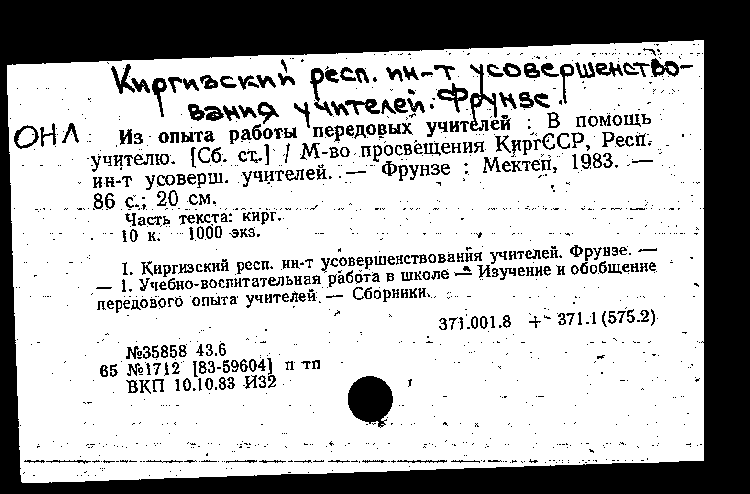 Киргизский респ. ин-т усовершенство-
вания учителей. Фрунзе.
ОНЛ
Из опыта работы передовых учителей : В помощь
учителю. [Сб. ст.] / М-во просвещения КиргССР, Респ.
ин-т усоверш. учителей. — Фрунзе : Мектеп, 1983. —
86 с.; 20 см.
Часть текста: кирг.
10 к. 1000 экз.
I. Киргизский респ. ин-т усовершенствования учителей. Фрунзе. —
— 1. Учебно-воспитательная работа в школе — Изучение и обобщение
передового опыта учителей — Сборники.
371.001.8 + 371.1(575.2)
№35858 43.6
65 №1712 [83-59604] п тп
ВКП 10.10.83 И32